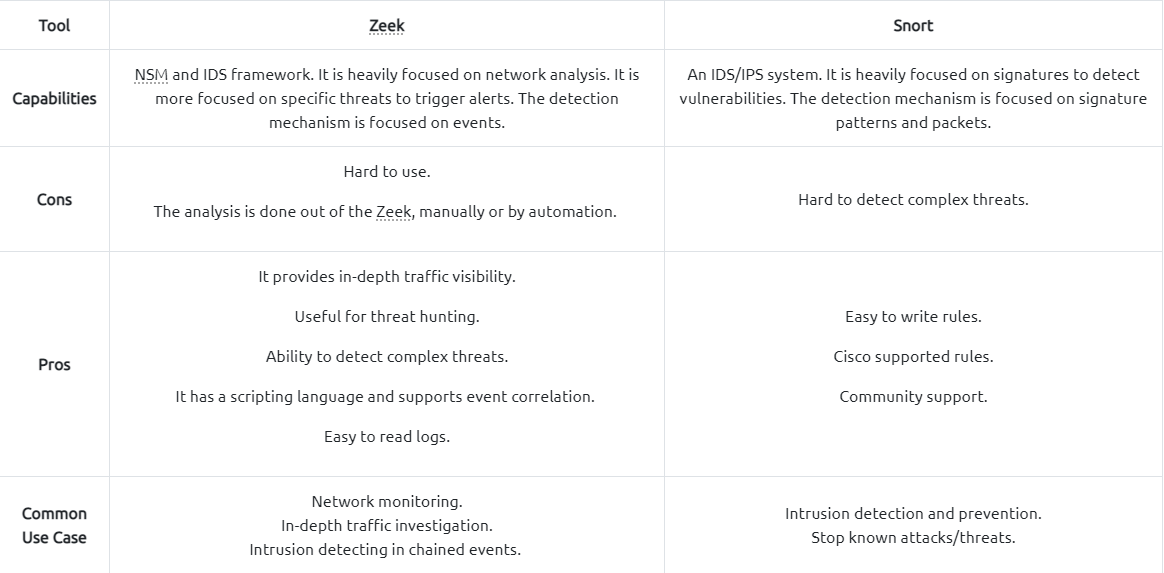 Tool
Zeek
Snort
Capabilities
NSM and IDS framework. It is heavily focused on network analysis. It is
more focused on specific threats to trigger alerts. The detection
mechanism is focused on events.
An IDS/IPS system. It is heavily focused on signatures to detect
vulnerabilities. The detection mechanism is focused on signature
patterns and packets.
Cons
Hard to use.
The analysis is done out of the Zeek, manually or by automation.
Hard to detect complex threats.
Pros
It provides in-depth traffic visibility.
Useful for threat hunting.
Ability to detect complex threats.
It has a scripting language and supports event correlation.
Easy to read logs.
Easy to write rules.
Cisco supported rules.
Community support.
Common
Use Case
Network monitoring.
In-depth traffic investigation.
Intrusion detecting in chained events.
Intrusion detection and prevention.
Stop known attacks/threats.